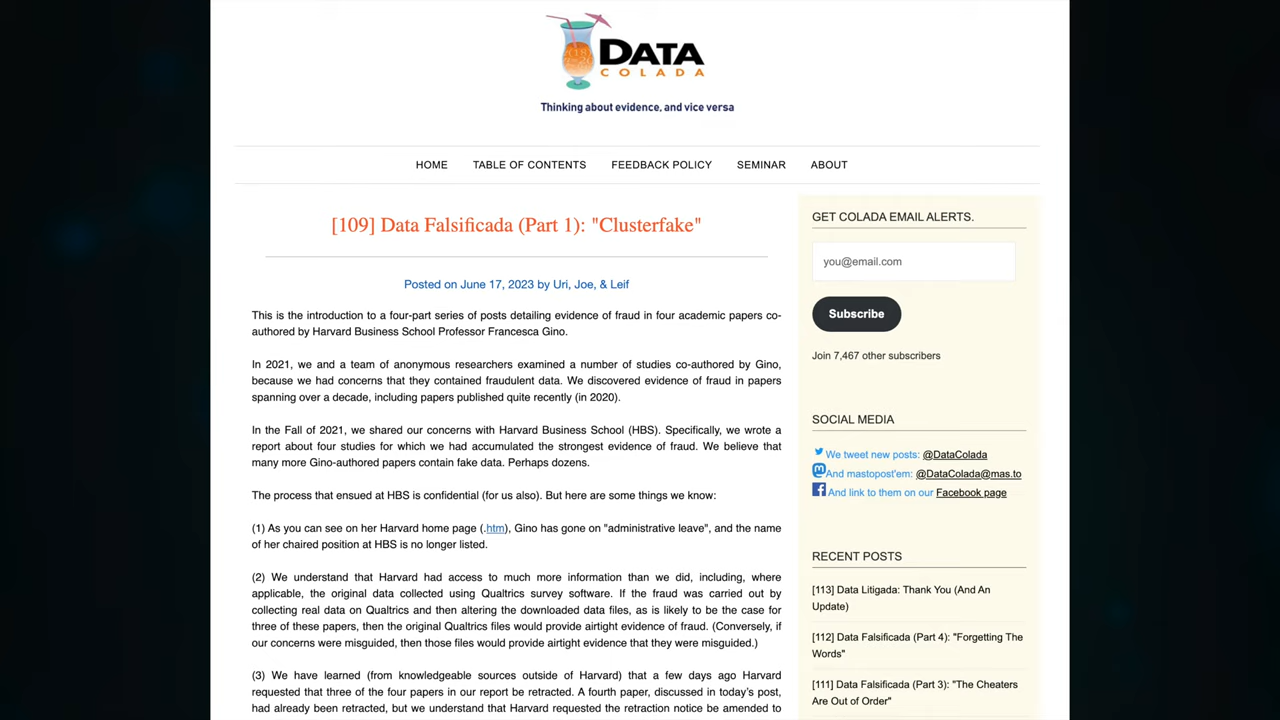 DATA
COLADA
Thinking about evidence, and vice versa
HOME TABLE OF CONTENTS FEEDBACK POLICY SEMINAR ABOUT
[109] Data Falsificada (Part 1): "Clusterfake"
Posted on June 17, 2023 by Uri, Joe, & Leif
This is the introduction to a four-part series of posts detailing evidence of fraud in four academic papers co-
authored by Harvard Business School Professor Francesca Gino.
In 2021, we and a team of anonymous researchers examined a number of studies co-authored by Gino,
because we had concerns that they contained fraudulent data. We discovered evidence of fraud in papers
spanning over a decade, including papers published quite recently (in 2020).
In the Fall of 2021, we shared our concerns with Harvard Business School (HBS). Specifically, we wrote a
report about four studies for which we had accumulated the strongest evidence of fraud. We believe that
many more Gino-authored papers contain fake data. Perhaps dozens.
The process that ensued at HBS is confidential (for us also). But here are some things we know:
(1) As you can see on her Harvard home page (.htm), Gino has gone on "administrative leave", and the name
of her chaired position at HBS is no longer listed.
(2) We understand that Harvard had access to much more information than we did, including, where
applicable, the original data collected using Qualtrics survey software. If the fraud was carried out by
collecting real data on Qualtrics and then altering the downloaded data files, as is likely to be the case for
three of these papers, then the original Qualtrics files would provide airtight evidence of fraud. (Conversely, if
our concerns were misguided, then those files would provide airtight evidence that they were misguided.)
(3) We have learned (from knowledgeable sources outside of Harvard) that a few days ago Harvard
requested that three of the four papers in our report be retracted. A fourth paper, discussed in today's post,
had already been retracted, but we understand that Harvard requested the retraction notice be amended to
GET COLADA EMAIL ALERTS.
you@email.com
Subscribe
Join 7,467 other subscribers
SOCIAL MEDIA
We tweet new posts: @DataColada
And mastopost'em: @DataColada@mas.to
And link to them on our Facebook page
RECENT POSTS
[113] Data Litigada: Thank You (And An
Update)
[112] Data Falsificada (Part 4): "Forgetting The
Words"
[111] Data Falsificada (Part 3): "The Cheaters
Are Out of Order"